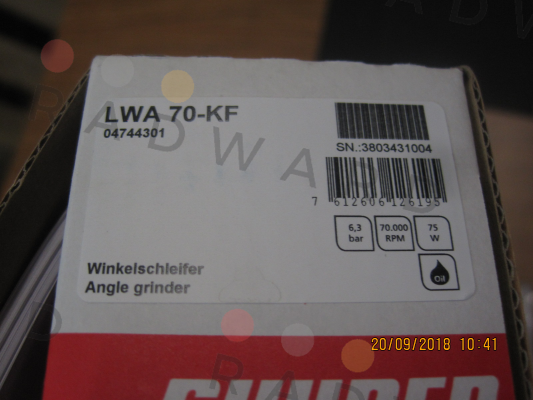 LWA 70-KF
04744301
SN.:3803431004
7 612606 126195
6,3 bar
70.000 RPM
75 W
Oil
Winkelschleifer
Angle grinder
20/09/2018 10:41
RADWAG